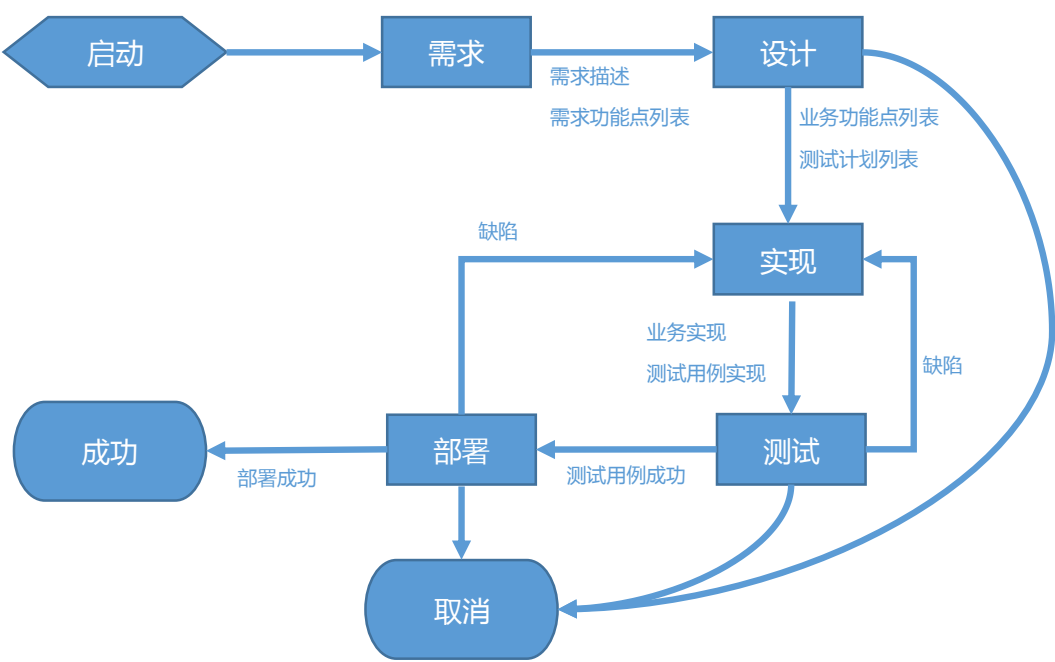 启动
需求
设计
需求描述
需求功能点列表
业务功能点列表
测试计划列表
缺陷
实现
业务实现
测试用例实现
缺陷
成功
部署
测试
部署成功
测试用例成功
取消